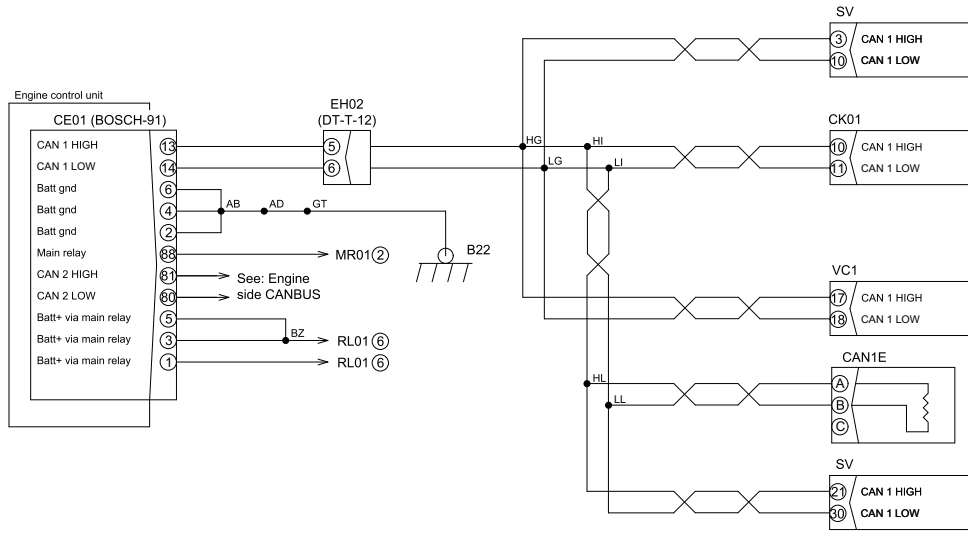 SV
3 CAN 1 HIGH
10 CAN 1 LOW
Engine control unit
CE01 (BOSCH-91)
EH02
(DT-T-12)
CK01
CAN 1 HIGH 13
5
HG
HI
10 CAN 1 HIGH
CAN 1 LOW 14
6
LG
LI
11 CAN 1 LOW
Batt gnd 6
Batt gnd 4
AB
AD
GT
Batt gnd 2
Main relay 88
MR01 2
B22
CAN 2 HIGH 81
CAN 2 LOW 80
See: Engine
side CANBUS
VC1
17 CAN 1 HIGH
18 CAN 1 LOW
Batt+ via main relay 5
Batt+ via main relay 3
BZ
RL01 6
Batt+ via main relay 1
RL01 6
CAN1E
HL
A
LL
B
C
SV
21 CAN 1 HIGH
30 CAN 1 LOW